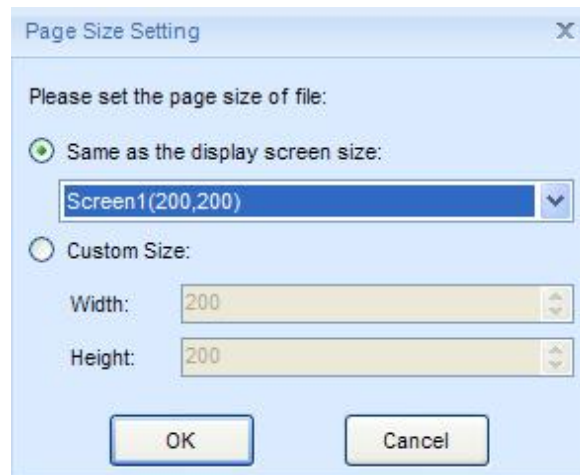 Page Size Setting
Please set the page size of file:
Same as the display screen size:
Screen1(200,200)
Custom Size:
Width: 200
Height: 200
OK Cancel